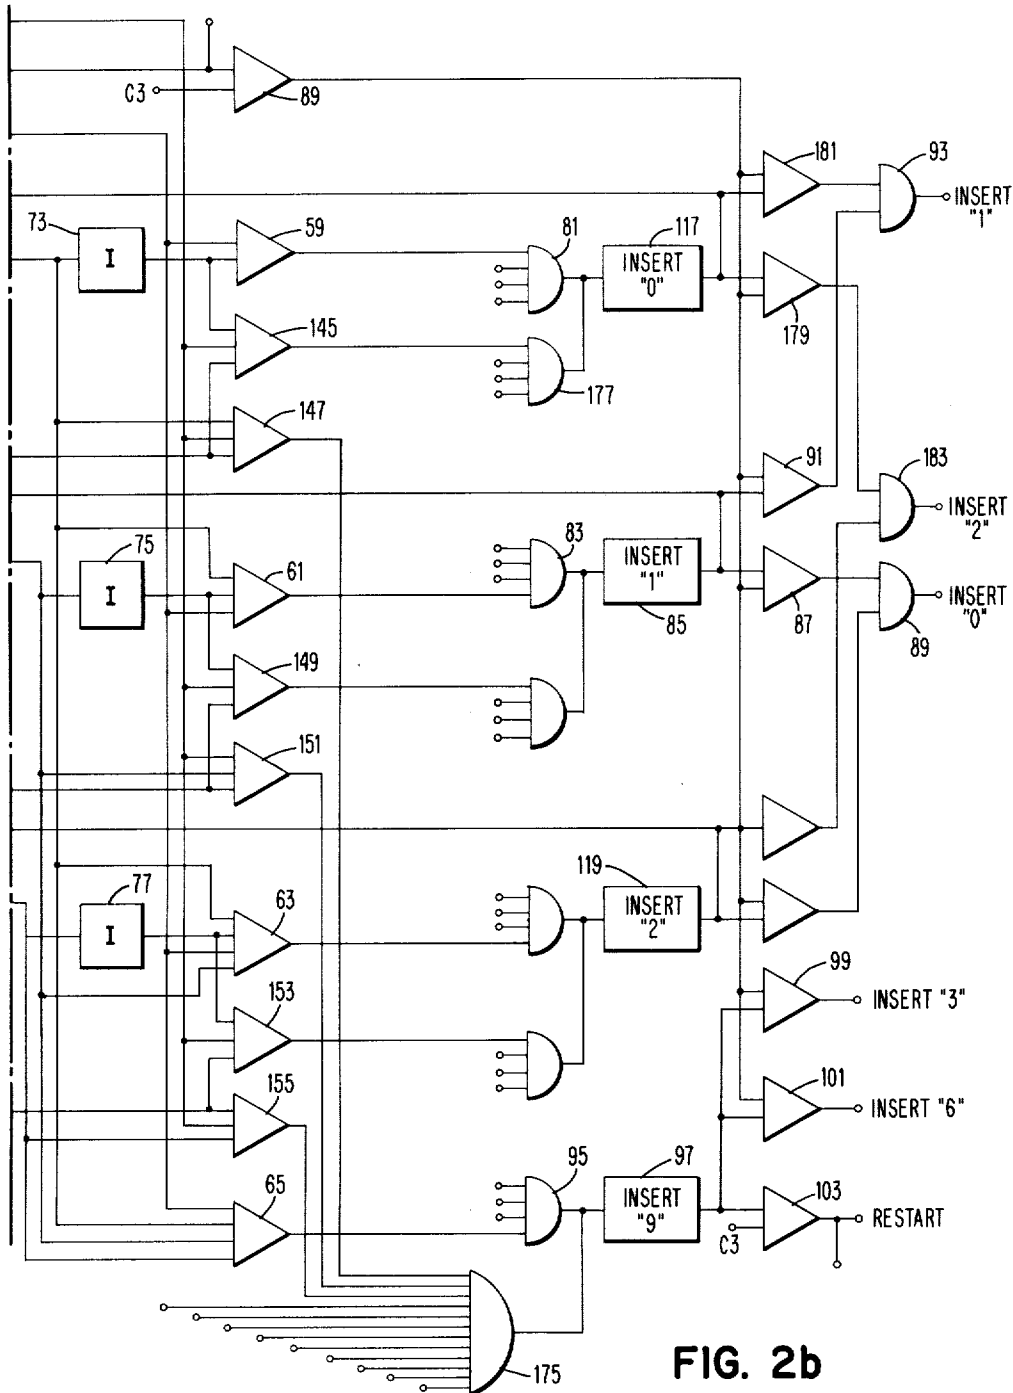 C3
89
181
93
INSERT
"1"
73
I
59
81
117
INSERT
"0"
179
145
177
147
91
183
INSERT
"2"
75
I
61
83
INSERT
"1"
85
87
INSERT
"0"
89
149
151
77
I
63
119
INSERT
"2"
99
INSERT "3"
153
101
INSERT "6"
155
95
97
INSERT
"9"
103
C3
RESTART
65
175
FIG. 2b